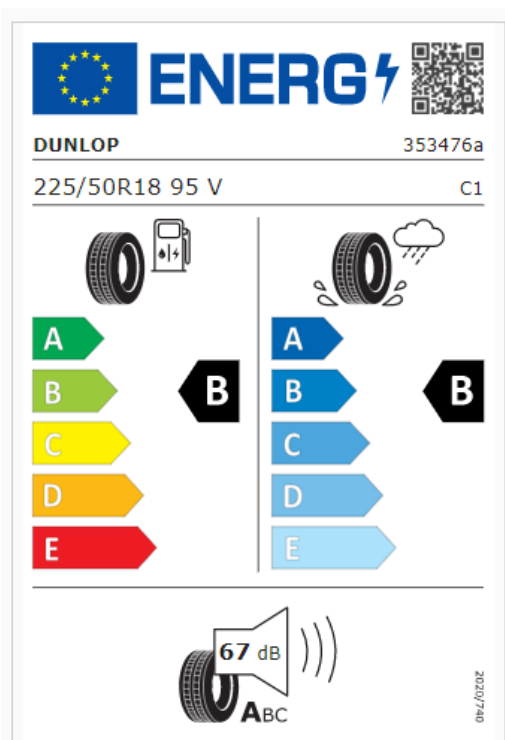 ENERG
DUNLOP 353476a
225/50R18 95 V C1
A A
B B B B
C C
D D
E E
67 dB
ABC
2020/740